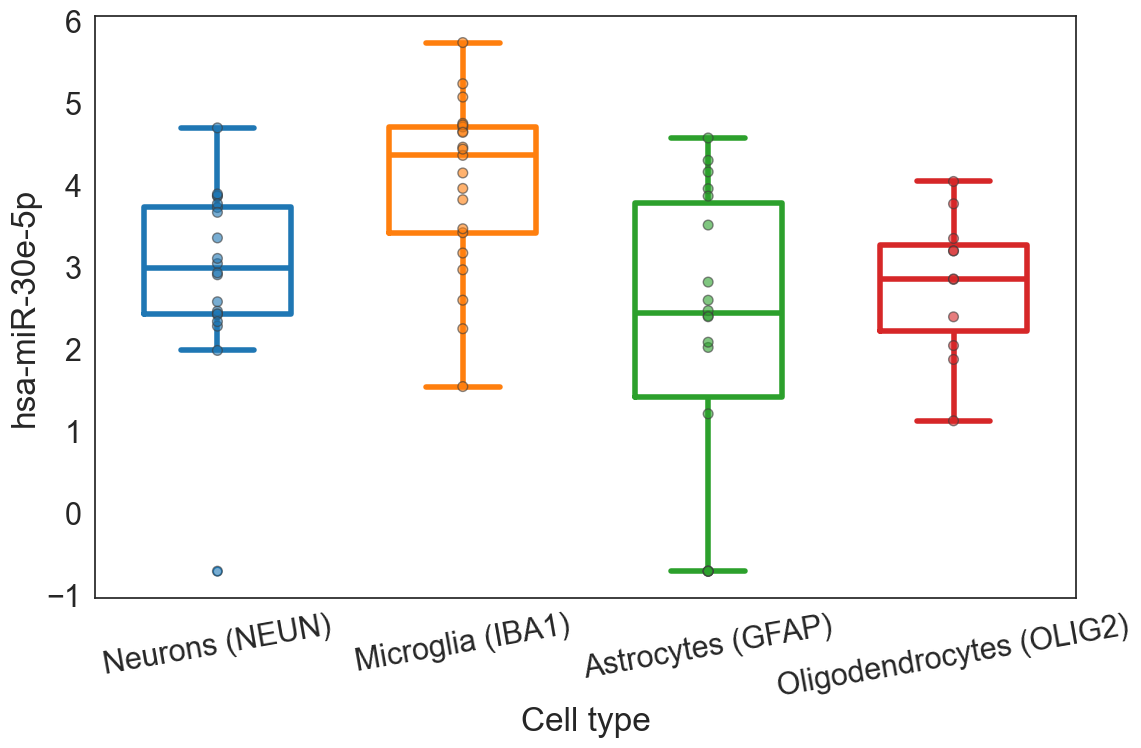 hsa-miR-30e-5p
6
5
4
3
2
1
0
−1
Neurons (NEUN)
Microglia (IBA1)
Astrocytes (GFAP)
Oligodendrocytes (OLIG2)
Cell type